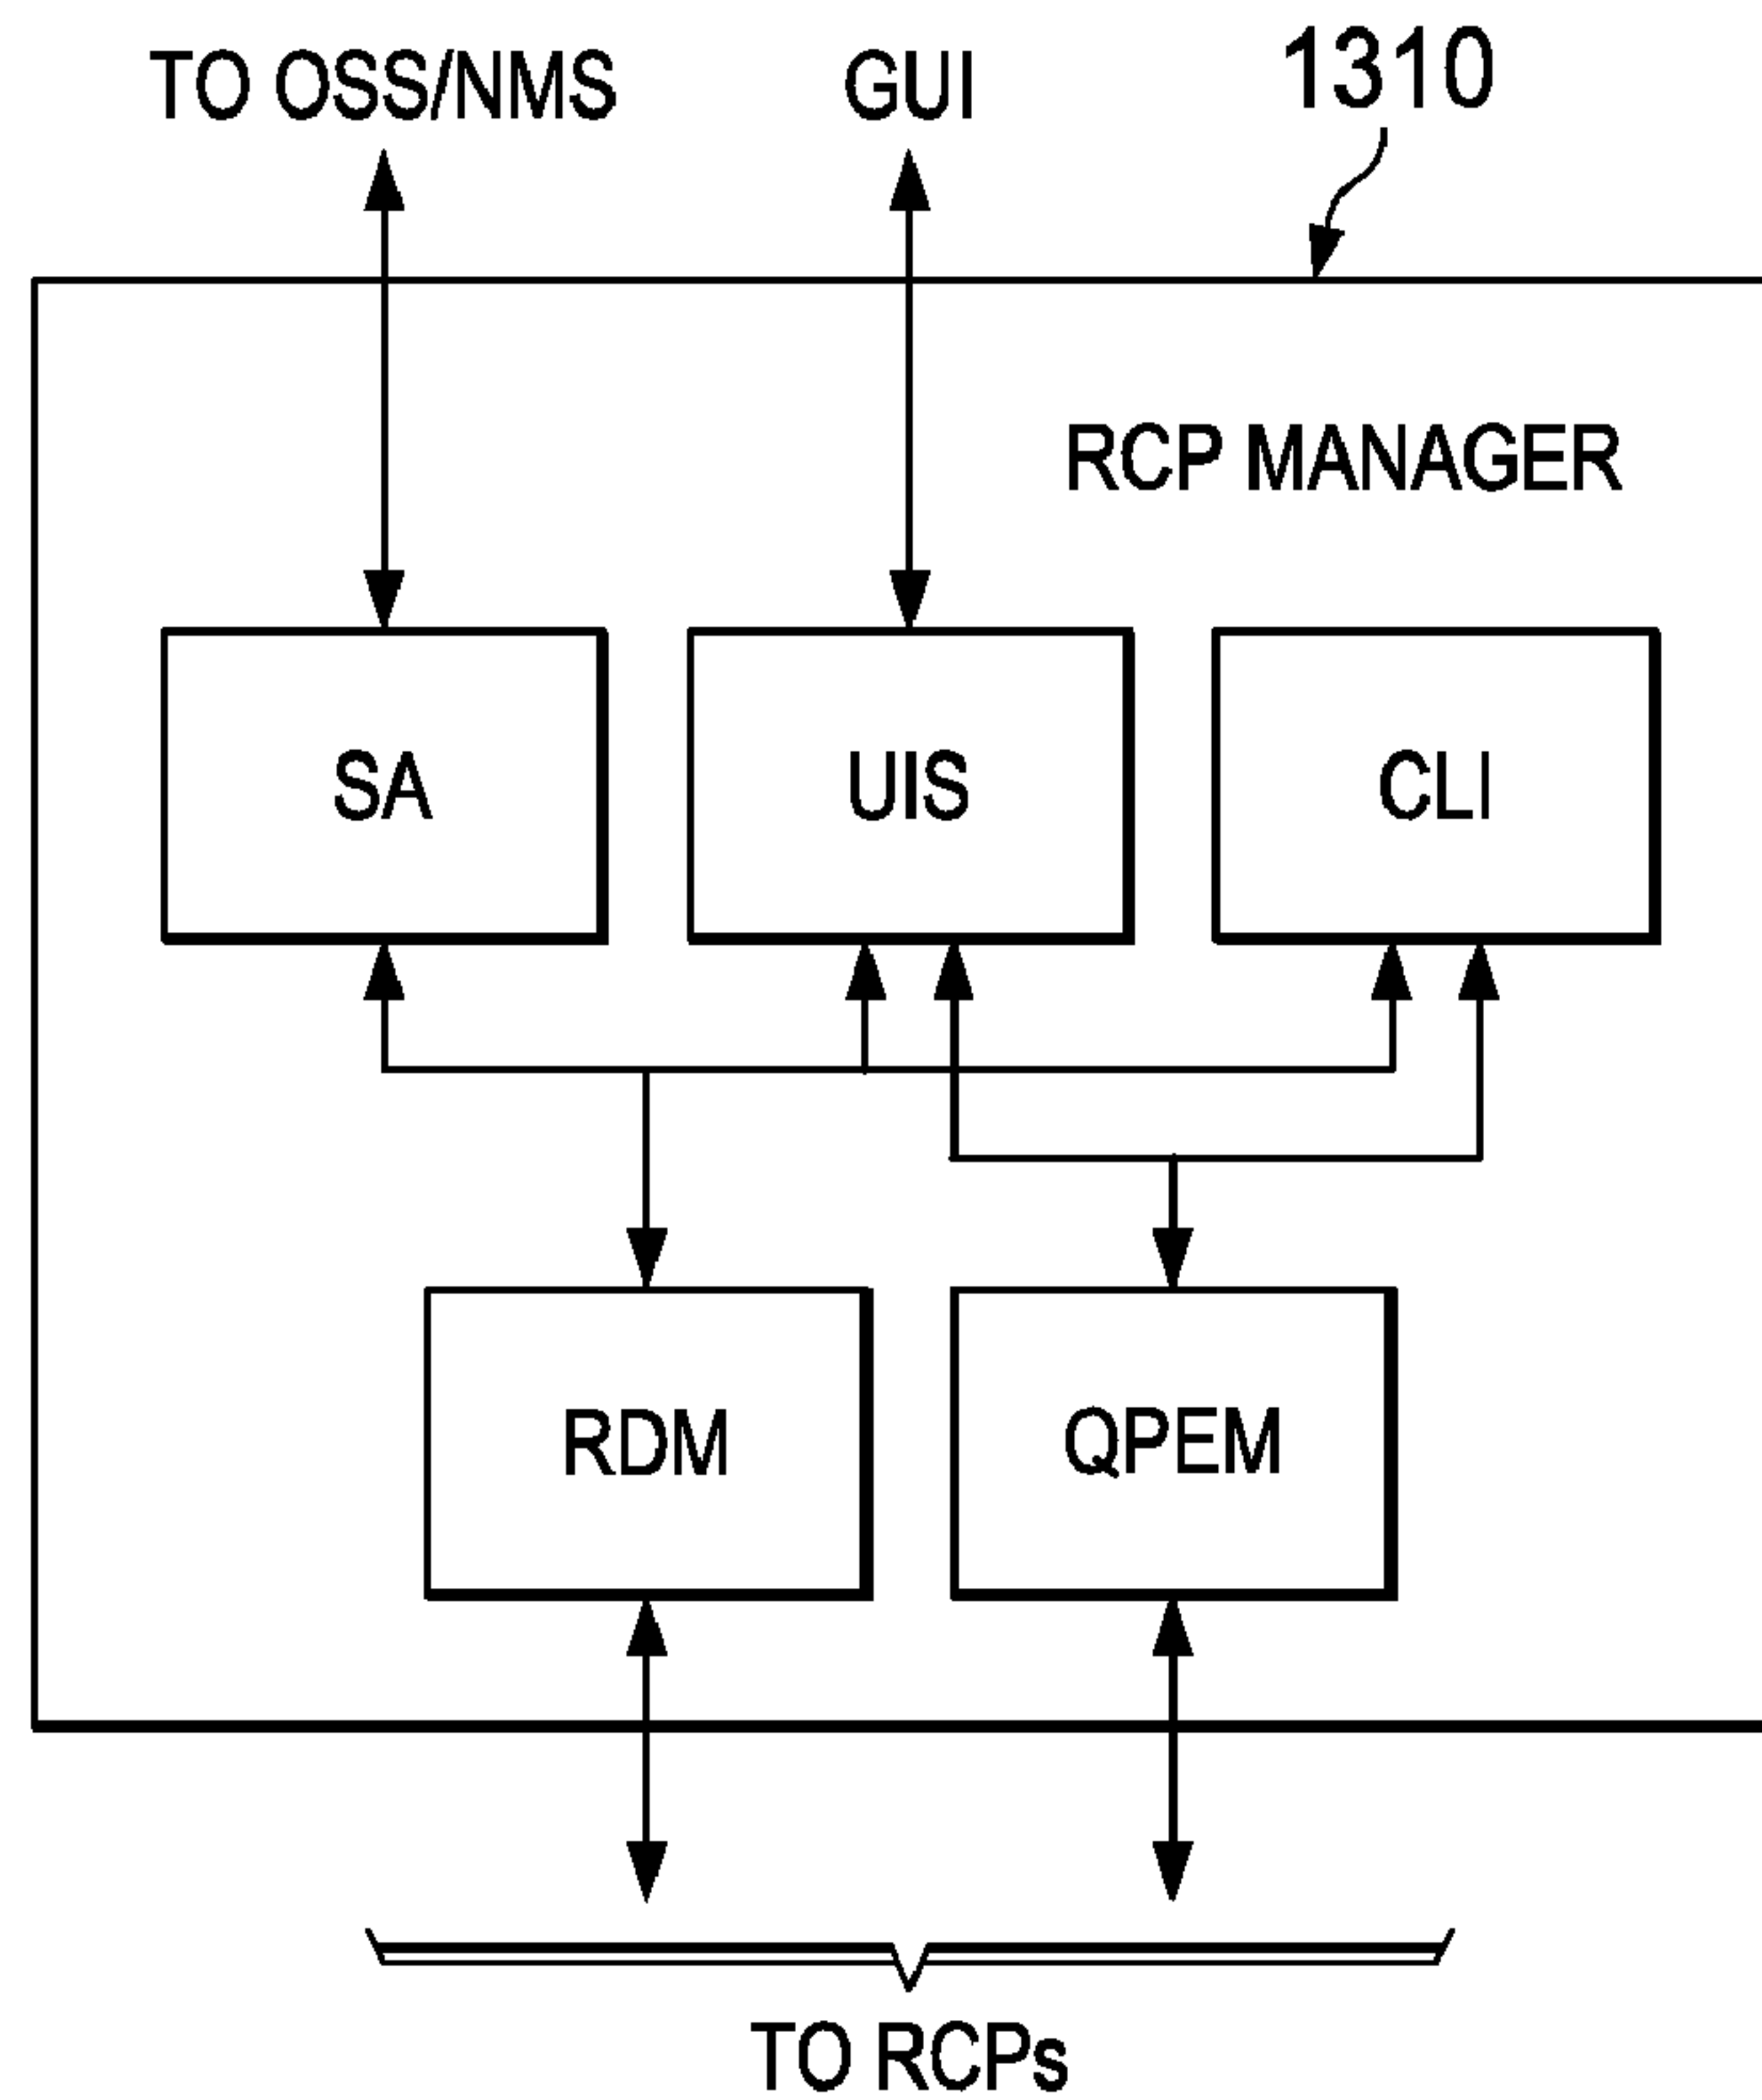 TO OSS/NMS
GUI
1310
RCP MANAGER
SA
UIS
CLI
RDM
QPEM
TO RCPs